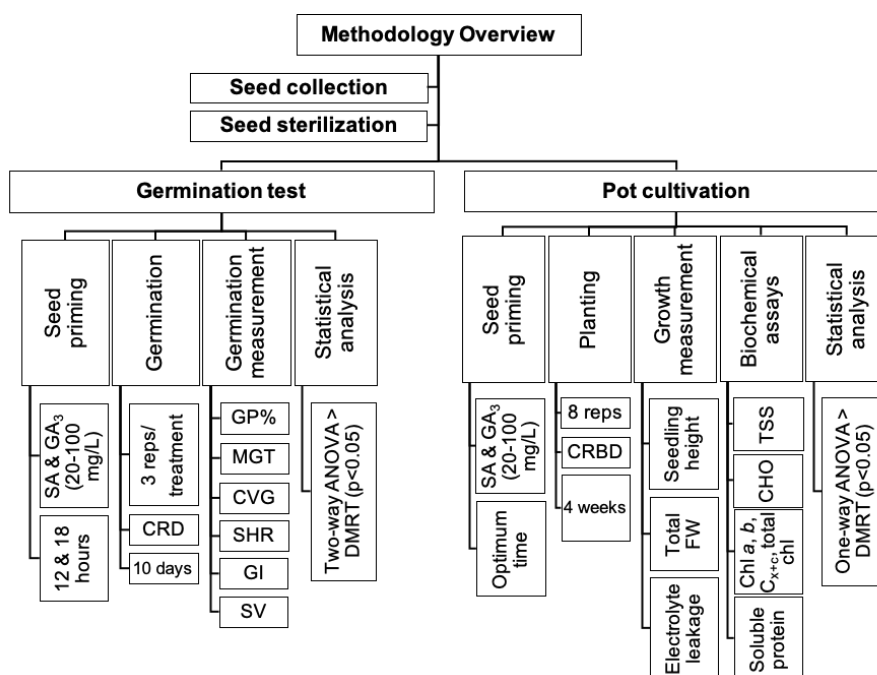 Methodology Overview
Seed collection
Seed sterilization
Germination test
Seed
priming
SA & GA₃
(20-100
mg/L)
12 & 18
hours
Germination
3 reps/
treatment
CRD
10 days
Germination
measurement
GP%
MGT
CVG
SHR
GI
SV
Statistical
analysis
Two-way ANOVA >
DMRT (p<0.05)
Pot cultivation
Seed
priming
SA & GA₃
(20-100
mg/L)
Optimum
time
Planting
8 reps
CRBD
4 weeks
Growth
measurement
Seedling
height
Total
FW
Electrolyte
leakage
Biochemical
assays
TSS
CHO
Chl a, b,
Cₓ₊c, total
chl
Soluble
protein
Statistical
analysis
One-way ANOVA >
DMRT (p<0.05)